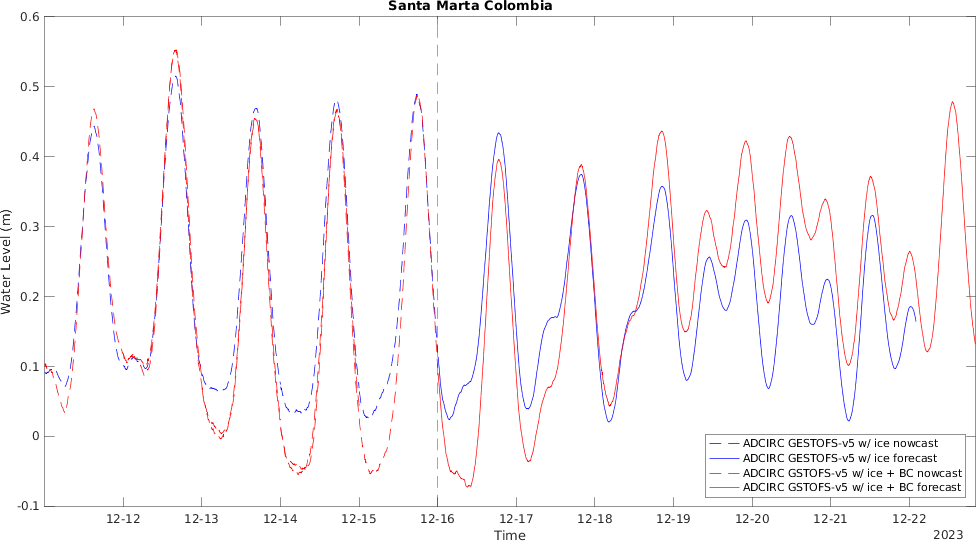 Santa Marta Colombia
Water Level (m)
0.6
0.5
0.4
0.3
0.2
0.1
0
-0.1
12-12 12-13 12-14 12-15 12-16 12-17 12-18 12-19 12-20 12-21 12-22
Time
2023
ADCIRC GESTOFS-v5 w/ ice nowcast
ADCIRC GESTOFS-v5 w/ ice forecast
ADCIRC GSTOFS-v5 w/ ice + BC nowcast
ADCIRC GSTOFS-v5 w/ ice + BC forecast